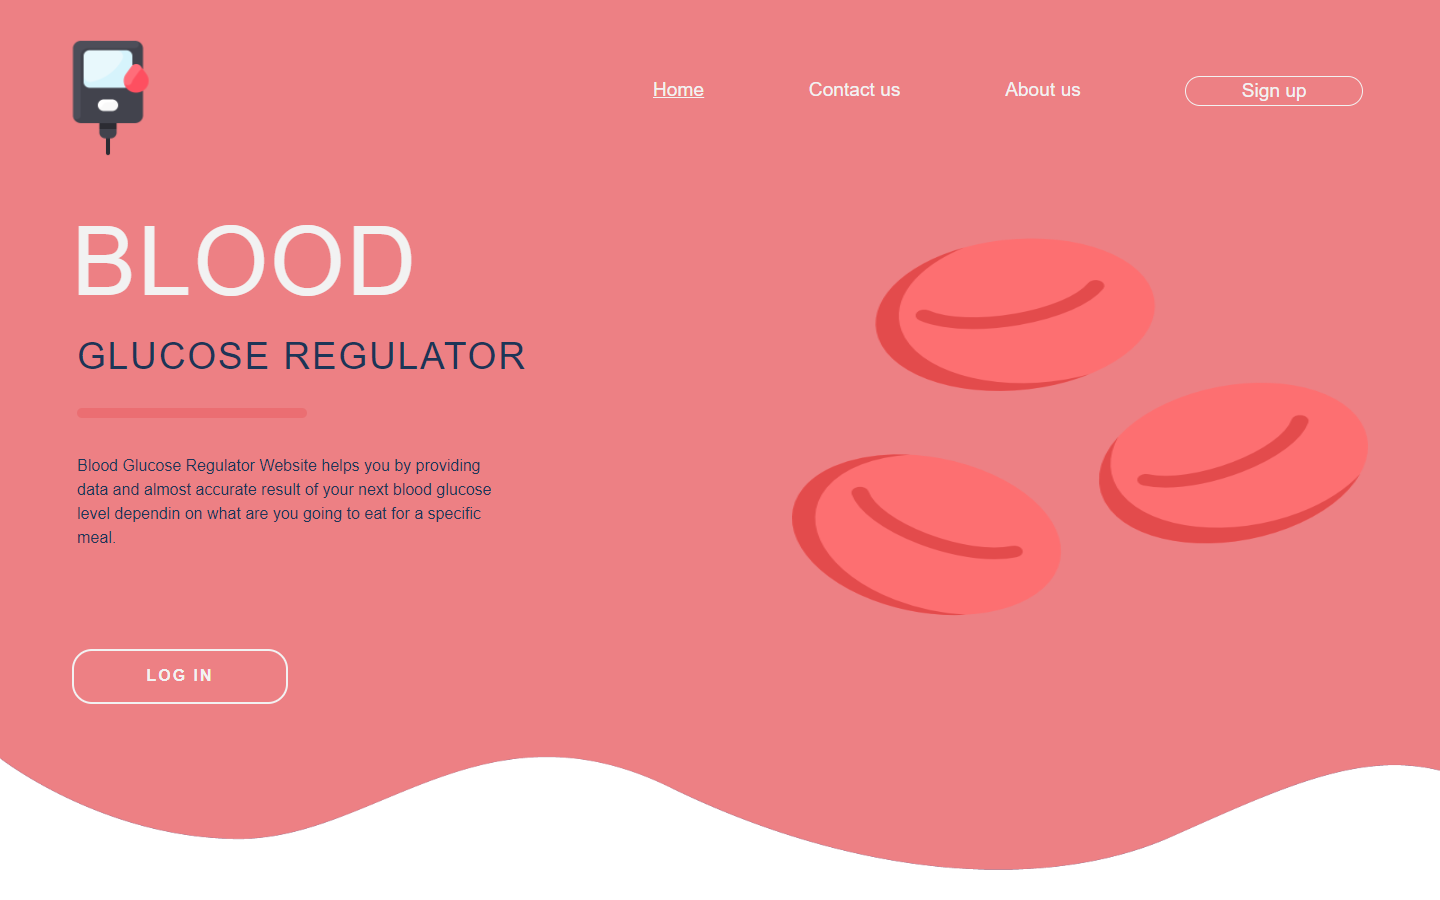 Home
Contact us
About us
Sign up
BLOOD
GLUCOSE REGULATOR
Blood Glucose Regulator Website helps you by providing
data and almost accurate result of your next blood glucose
level dependin on what are you going to eat for a specific
meal.
LOG IN